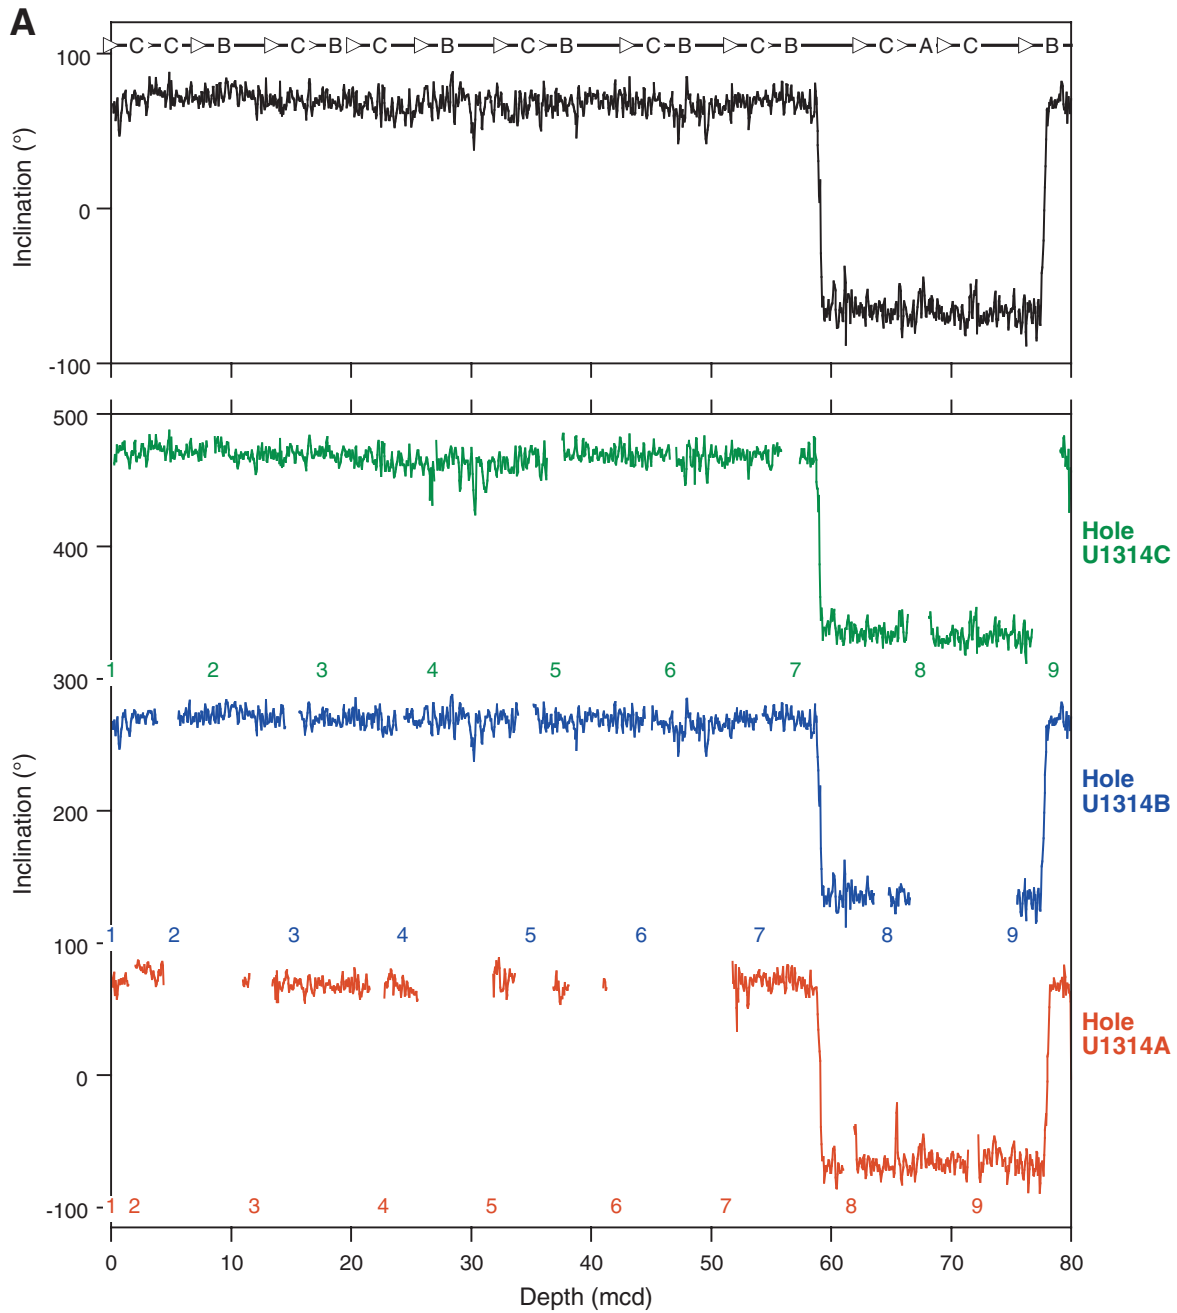 A
C C B C B C B C B C B C B C A C B
100
0
-100
Inclination (°)
500
400
300
200
100
0
-100
Inclination (°)
Hole
U1314C
1 2 3 4 5 6 7 8 9
Hole
U1314B
1 2 3 4 5 6 7 8 9
Hole
U1314A
1 2 3 4 5 6 7 8 9
0 10 20 30 40 50 60 70 80
Depth (mcd)